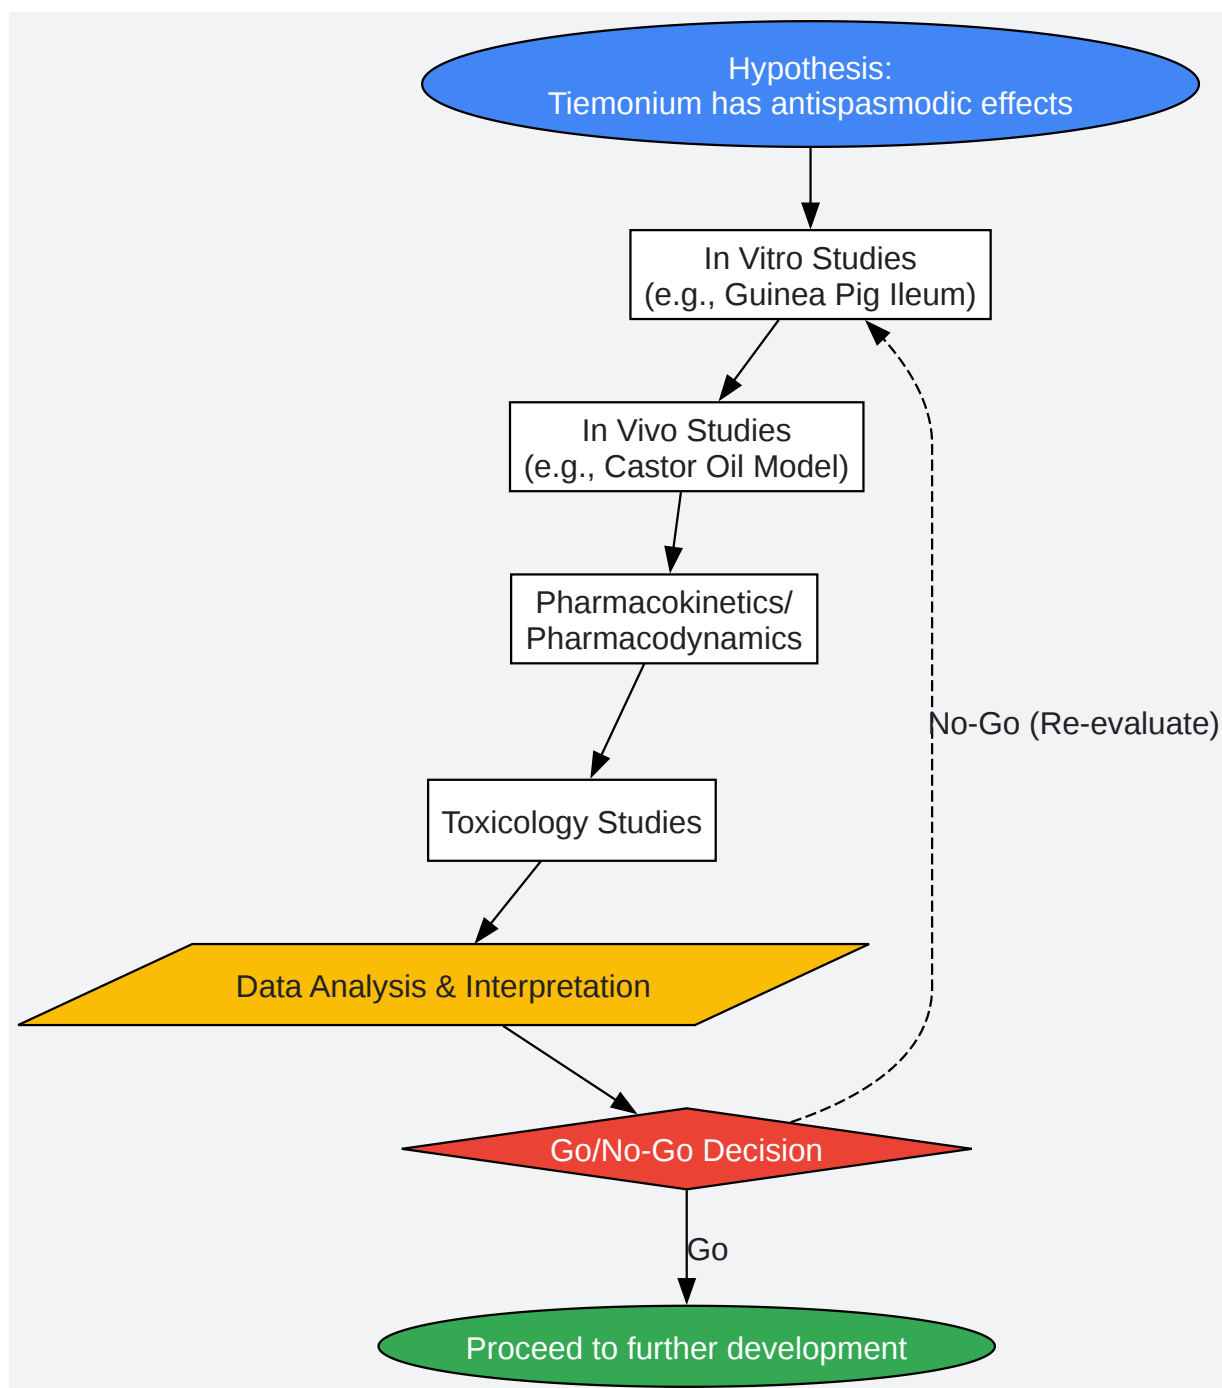 Hypothesis:
Tiemonium has antispasmodic effects
In Vitro Studies
(e.g., Guinea Pig Ileum)
In Vivo Studies
(e.g., Castor Oil Model)
Pharmacokinetics/
Pharmacodynamics
No-Go (Re-evaluate)
Toxicology Studies
Data Analysis & Interpretation
Go/No-Go Decision
Go
Proceed to further development